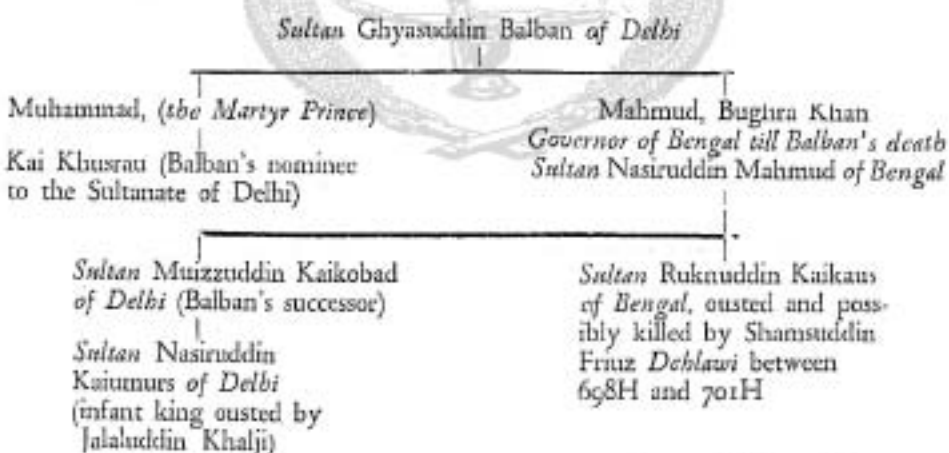 Sultan Ghyasuddin Balban of Delhi
Muhammad, (the Martyr Prince)
Kai Khusrau (Balban's nominee
to the Sultanate of Delhi)
Mahmud, Bughra Khan
Governor of Bengal till Balban's death
Sultan Nasiruddin Mahmud of Bengal
Sultan Muizzuddin Kaikobad
of Delhi (Balban's successor)
Sultan Nasiruddin
Kaiumurs of Delhi
(infant king ousted by
Jalaluddin Khalji)
Sultan Ruknuddin Kaikaus
of Bengal, ousted and poss-
ibly killed by Shamsuddin
Friuz Dehlawi between
698H and 701H